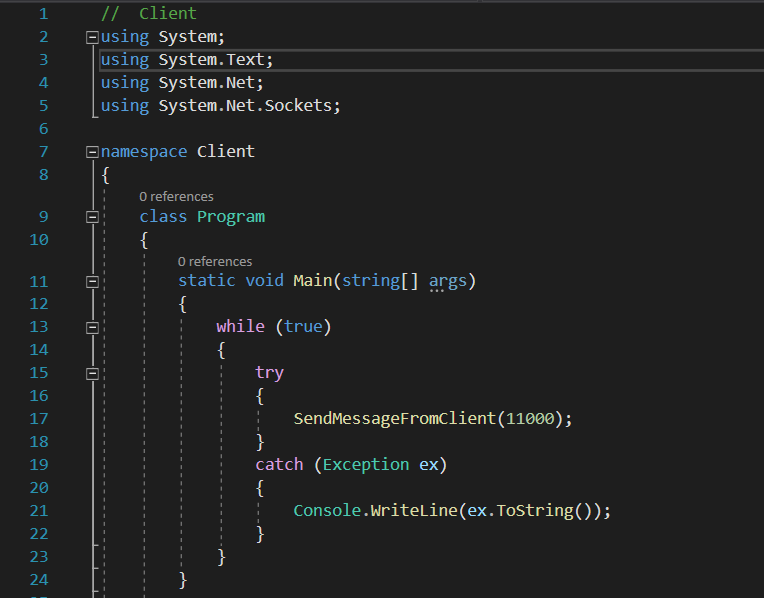 1 // Client
2 using System;
3 using System.Text;
4 using System.Net;
5 using System.Net.Sockets;
6
7 namespace Client
8 {
0 references
9 class Program
10 {
0 references
11 static void Main(string[] args)
12 {
13 while (true)
14 {
15 try
16 {
17 SendMessageFromClient(11000);
18 }
19 catch (Exception ex)
20 {
21 Console.WriteLine(ex.ToString());
22 }
23 }
24 }